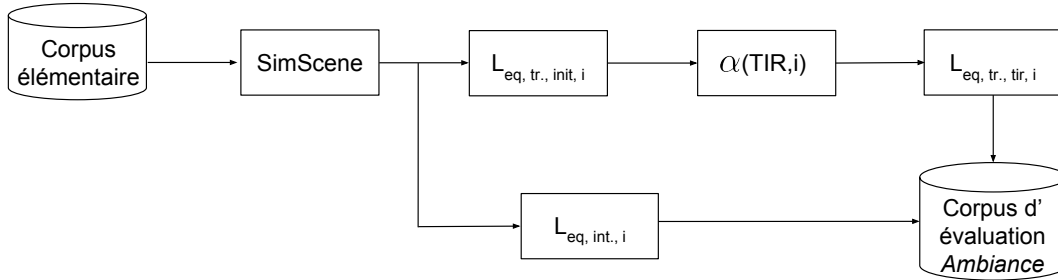 Corpus
élémentaire
SimScene
L eq, tr., init, i
α(TIR,i)
L eq, tr., tir, i
L eq, int., i
Corpus d’
évaluation
Ambiance